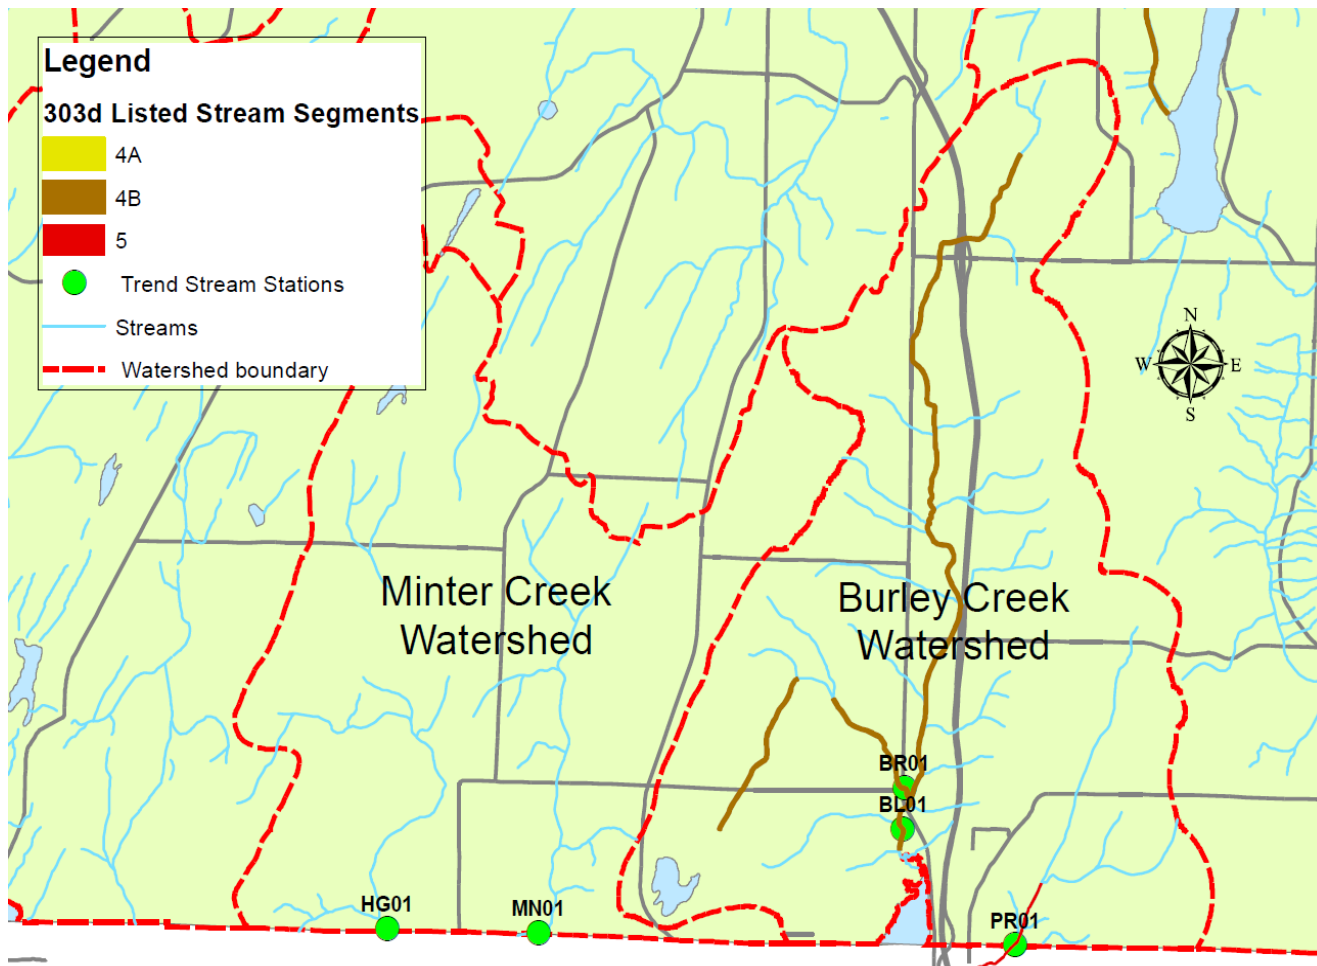 Legend
303d Listed Stream Segments
4A
4B
5
Trend Stream Stations
Streams
Watershed boundary
N
W
E
S
Minter Creek
Watershed
Burley Creek
Watershed
BR01
BL01
HG01
MN01
PR01